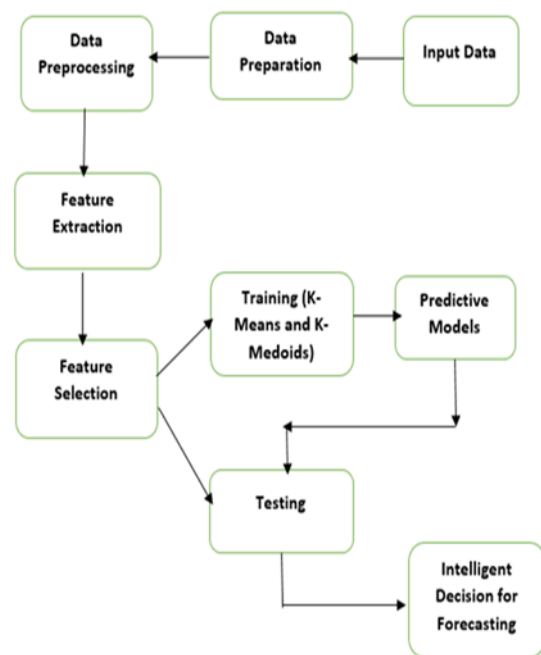 Data
Preprocessing
Data
Preparation
Input Data
Feature
Extraction
Feature
Selection
Training (K-
Means and K-
Medoids)
Predictive
Models
Testing
Intelligent
Decision for
Forecasting